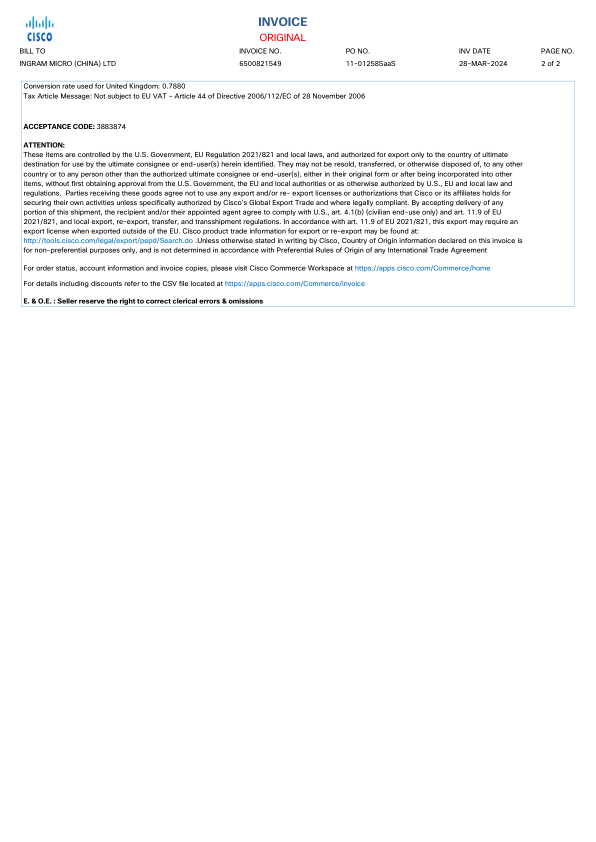 CISCO
INVOICE
ORIGINAL
BILL TO INVOICE NO. PO NO. INV DATE PAGE NO.
INGRAM MICRO (CHINA) LTD 6500821549 11-01258SaaS 28-MAR-2024 2 of 2
Conversion rate used for United Kingdom: 0.7880
Tax Article Message: Not subject to EU VAT - Article 44 of Directive 2006/112/EC of 28 November 2006
ACCEPTANCE CODE: 3883874
ATTENTION:
These items are controlled by the U.S. Government, EU Regulation 2021/821 and local laws, and authorized for export only to the country of ultimate
destination for use by the ultimate consignee or end-user(s) herein identified. They may not be resold, transferred, or otherwise disposed of, to any other
country or to any person other than the authorized ultimate consignee or end-user(s), either in their original form or after being incorporated into other
items, without first obtaining approval from the U.S. Government, the EU and local authorities or as otherwise authorized by U.S., EU and local law and
regulations.  Parties receiving these goods agree not to use any export and/or re- export licenses or authorizations that Cisco or its affiliates holds for
securing their own activities unless specifically authorized by Cisco's Global Export Trade and where legally compliant. By accepting delivery of any
portion of this shipment, the recipient and/or their appointed agent agree to comply with U.S., art. 4.1(b) (civilian end-use only) and art. 11.9 of EU
2021/821, and local export, re-export, transfer, and transshipment regulations. In accordance with art. 11.9 of EU 2021/821, this export may require an
export license when exported outside of the EU. Cisco product trade information for export or re-export may be found at:
http://tools.cisco.com/legal/export/pepd/Search.do .Unless otherwise stated in writing by Cisco, Country of Origin information declared on this invoice is
for non-preferential purposes only, and is not determined in accordance with Preferential Rules of Origin of any International Trade Agreement
For order status, account information and invoice copies, please visit Cisco Commerce Workspace at https://apps.cisco.com/Commerce/home
For details including discounts refer to the CSV file located at https://apps.cisco.com/Commerce/invoice
E. & O.E. : Seller reserve the right to correct clerical errors & omissions